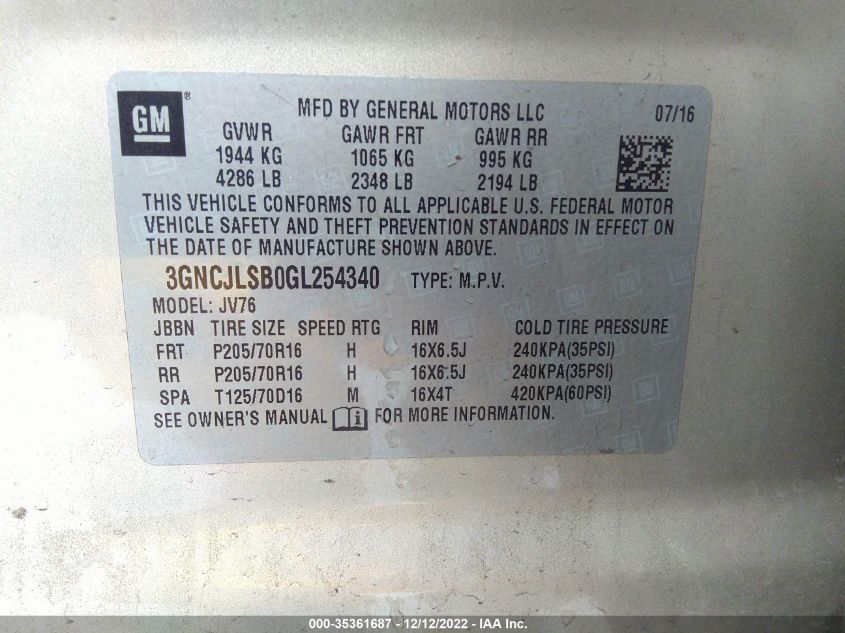 GM ® MFD BY GENERAL MOTORS LLC 07/16
GVWR GAWR FRT GAWR RR
1944 KG 1065 KG 995 KG
4286 LB 2348 LB 2194 LB
THIS VEHICLE CONFORMS TO ALL APPLICABLE U.S. FEDERAL MOTOR
VEHICLE SAFETY AND THEFT PREVENTION STANDARDS IN EFFECT ON
THE DATE OF MANUFACTURE SHOWN ABOVE.
3GNCJLSB0GL254340 TYPE: M.P.V.
MODEL: JV76
JBBN TIRE SIZE SPEED RTG RIM COLD TIRE PRESSURE
FRT P205/70R16 H 16X6.5J 240KPA(35PSI)
RR P205/70R16 H 16X6.5J 240KPA(35PSI)
SPA T125/70D16 M 16X4T 420KPA(60PSI)
SEE OWNER'S MANUAL i FOR MORE INFORMATION.
000-35361687 - 12/12/2022 - IAA Inc.